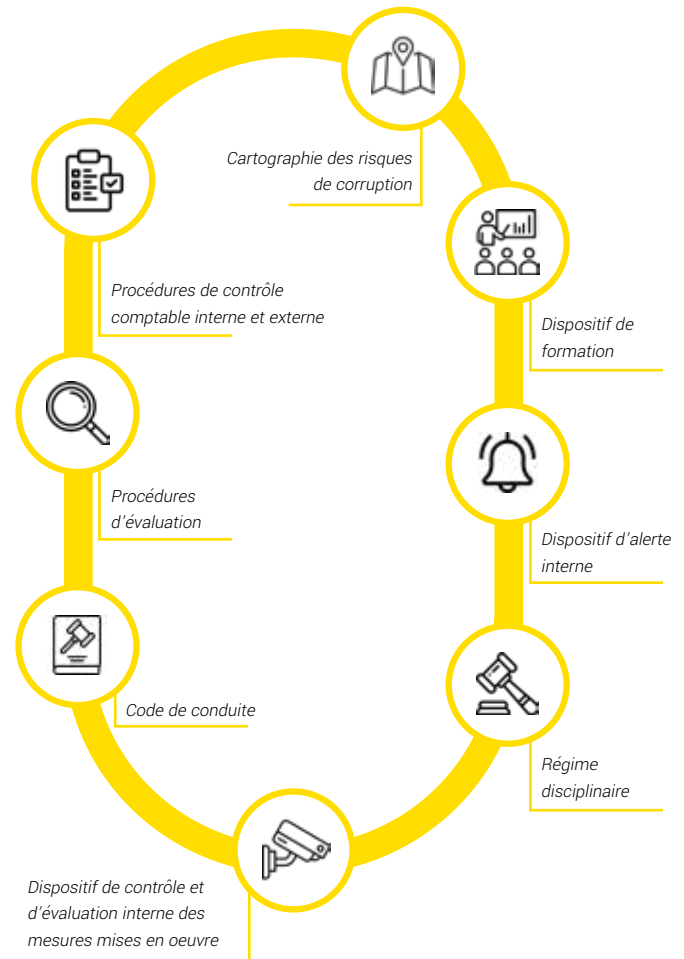 Cartographie des risques
de corruption
Procédures de contrôle
comptable interne et externe
Dispositif de
formation
Procédures
d'évaluation
Dispositif d'alerte
interne
Code de conduite
Régime
disciplinaire
Dispositif de contrôle et
d'évaluation interne des
mesures mises en oeuvre